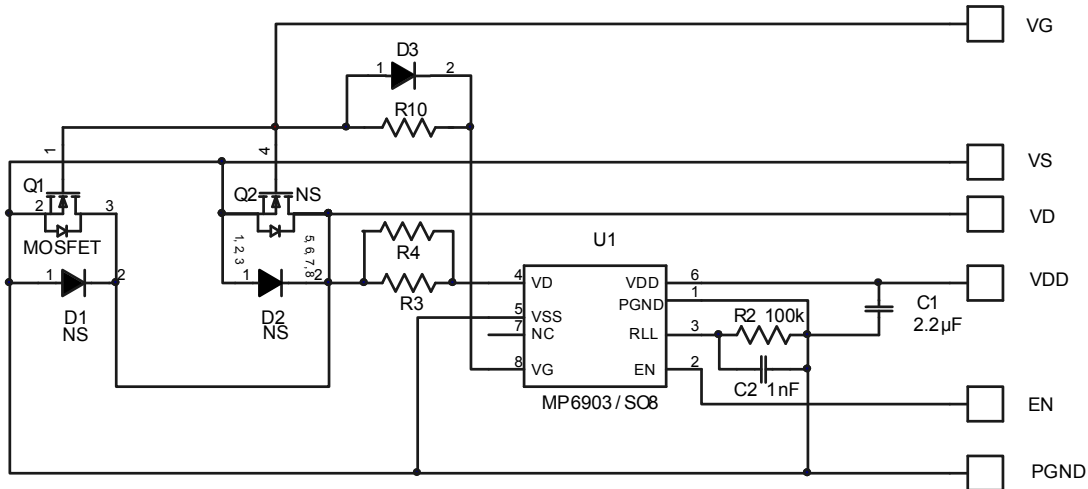 VG
D3
1 2
R10
1
4
VS
Q1
2 3
MOSFET
Q2 NS
1, 2, 3
5, 6, 7, 8
VD
R4
R3
U1
1 2
D1
NS
1 2
D2
NS
4 VD
5 VSS
7 NC
8 VG
VDD 6
PGND 1
RLL 3
EN 2
MP6903 / SO8
VDD
C1
2.2µF
R2 100k
C2 1nF
EN
PGND